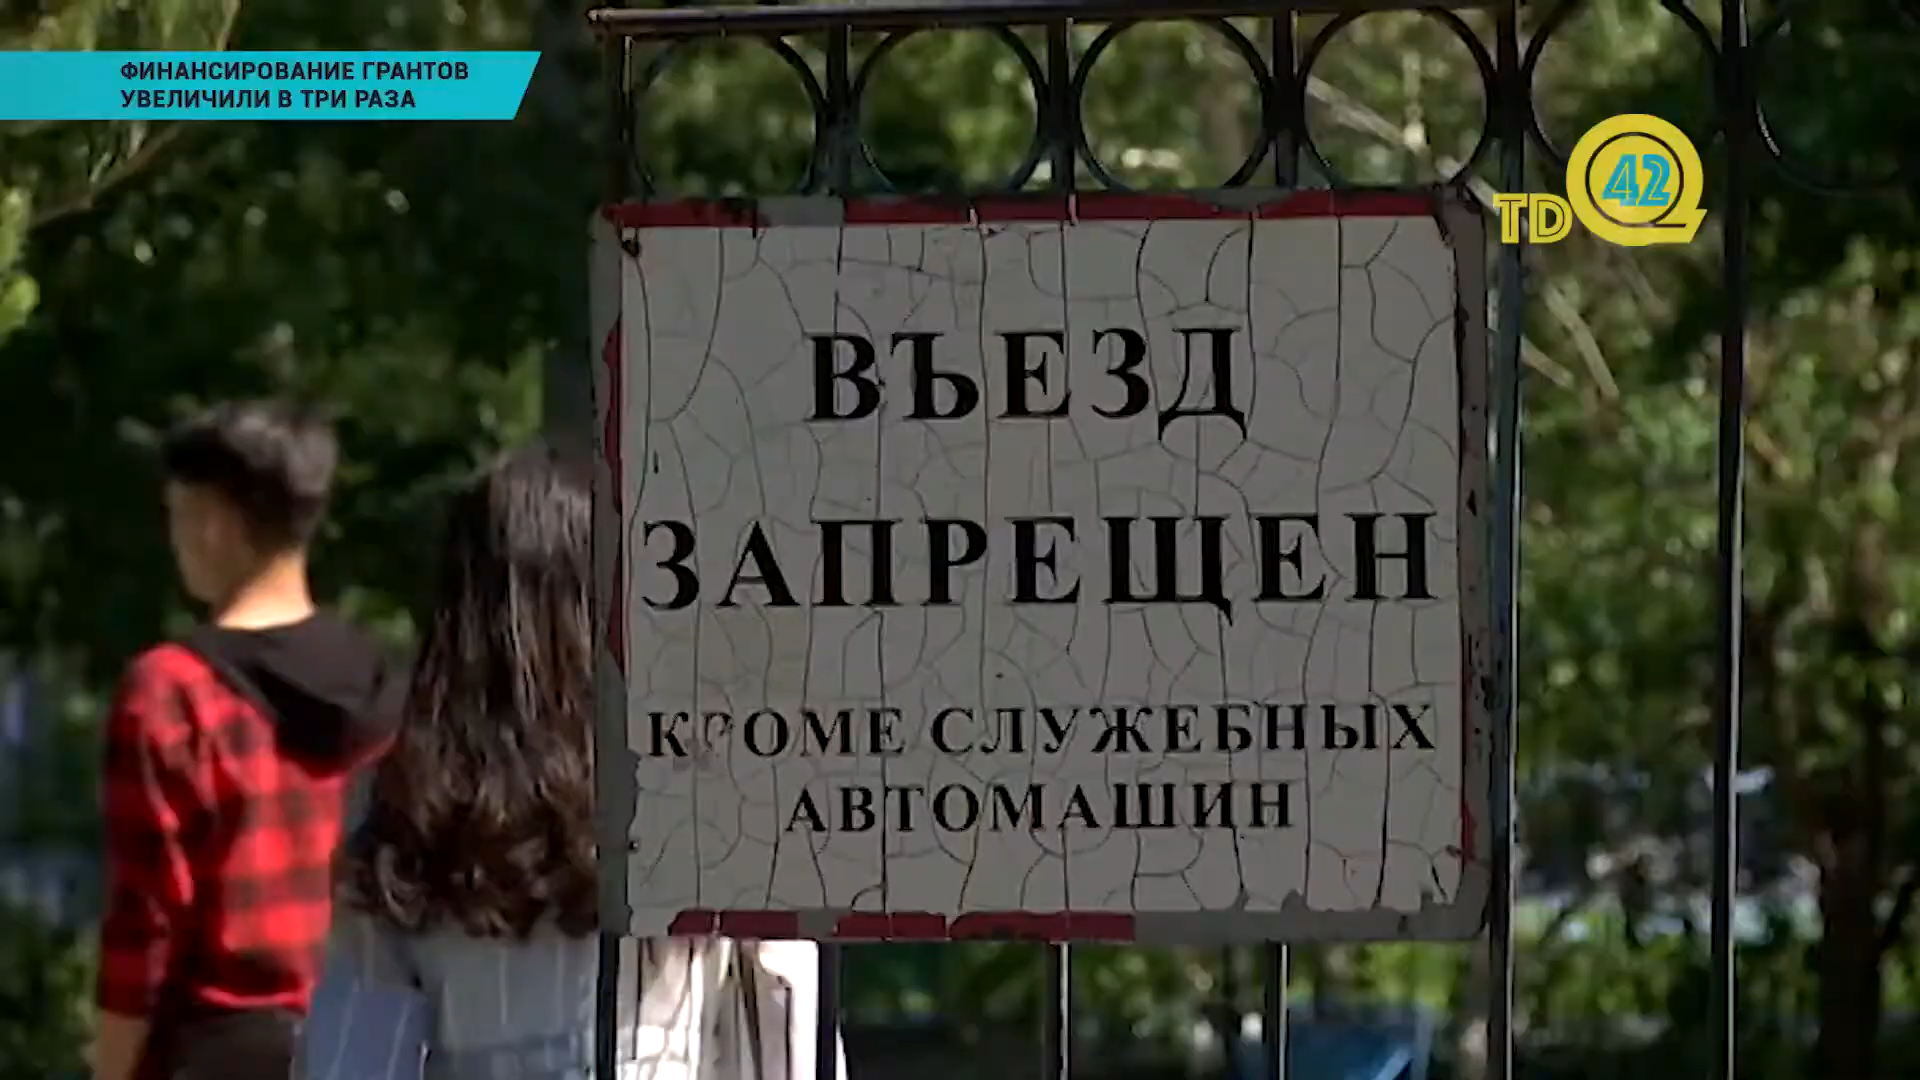 ФИНАНСИРОВАНИЕ ГРАНТОВ
УВЕЛИЧИЛИ В ТРИ РАЗА
TD 42
ВЪЕЗД
ЗАПРЕЩЕН
КРОМЕ СЛУЖЕБНЫХ
АВТОМАШИН